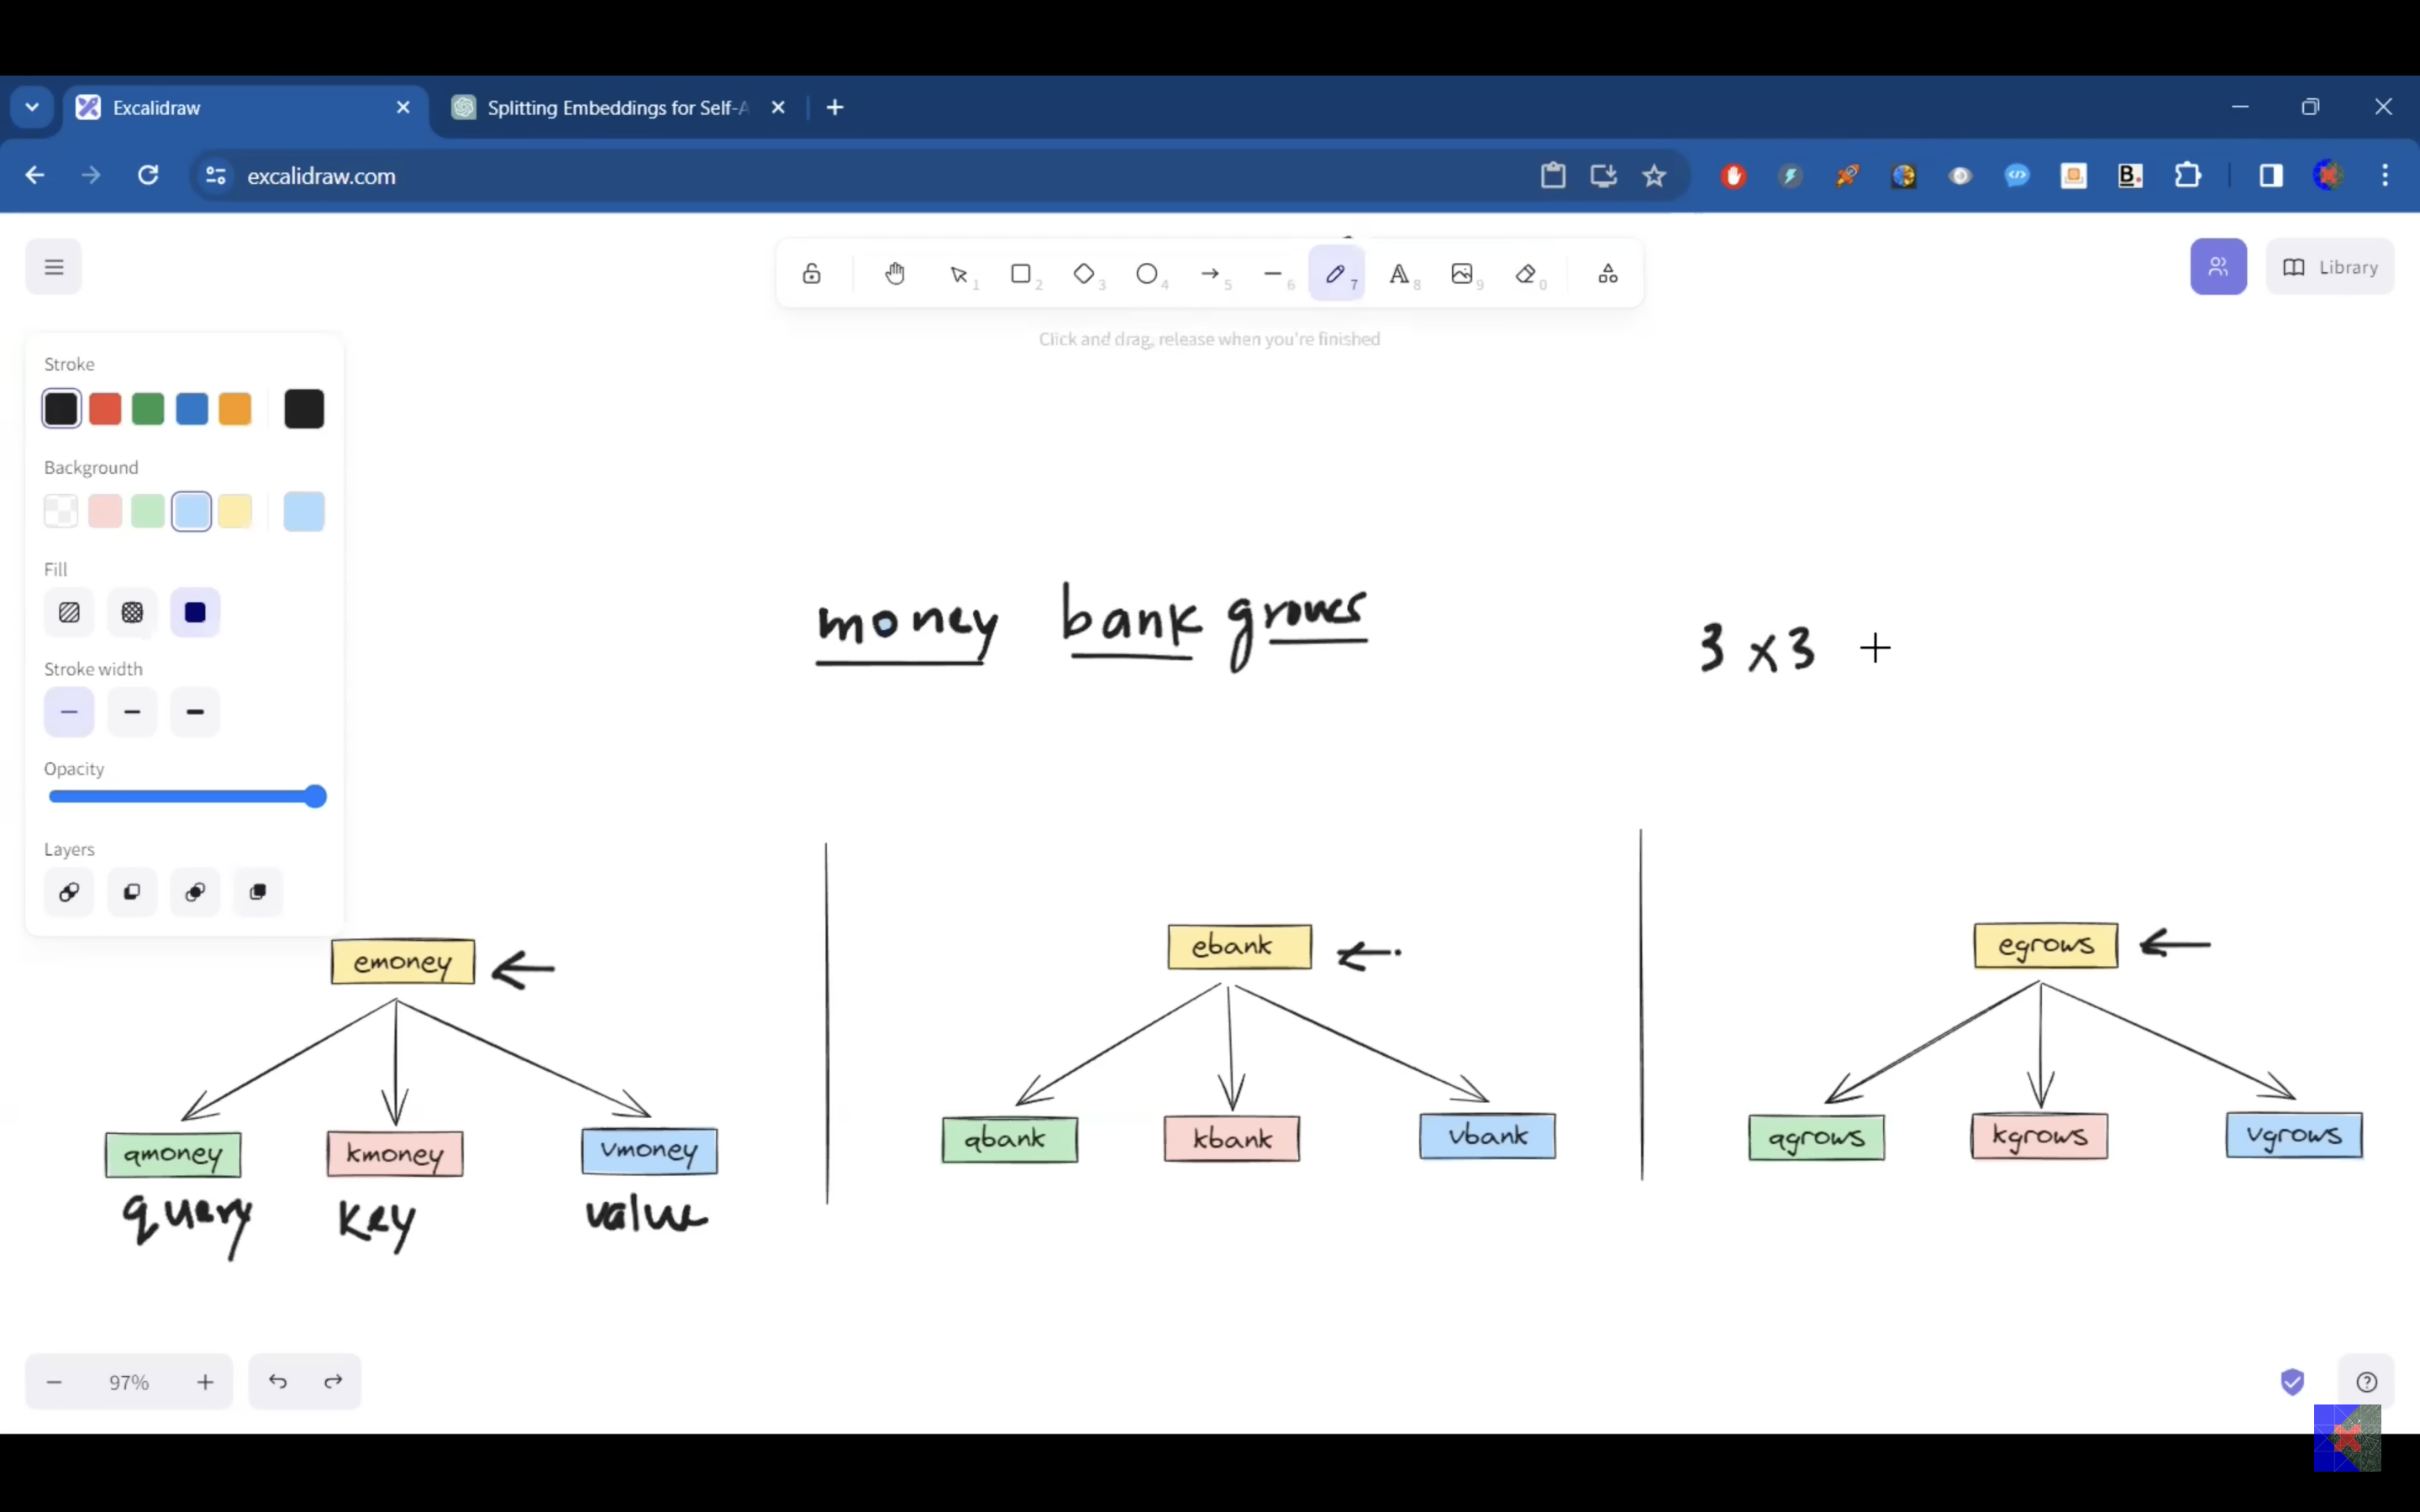 Excalidraw
Splitting Embeddings for Self-A
excalidraw.com
B.
1 2 3 4 5 6 7 8 9 0
Library
Click and drag, release when you're finished
Stroke
Background
Fill
Stroke width
Opacity
Layers
money bank grows
3 x 3
emoney
ebank
egrows
qmoney kmoney vmoney
qbank kbank vbank
qgrows kgrows vgrows
query key value
97%